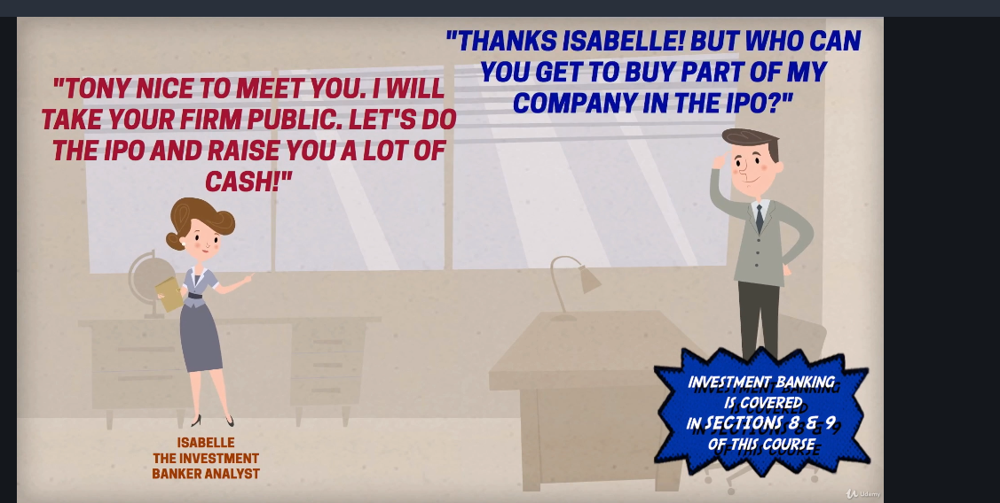 "THANKS ISABELLE! BUT WHO CAN
YOU GET TO BUY PART OF MY
COMPANY IN THE IPO?"
"TONY NICE TO MEET YOU. I WILL
TAKE YOUR FIRM PUBLIC. LET'S DO
THE IPO AND RAISE YOU A LOT OF
CASH!"
INVESTMENT BANKING
IS COVERED
IN SECTIONS 8 & 9
OF THIS COURSE
ISABELLE
THE INVESTMENT
BANKER ANALYST
Udemy